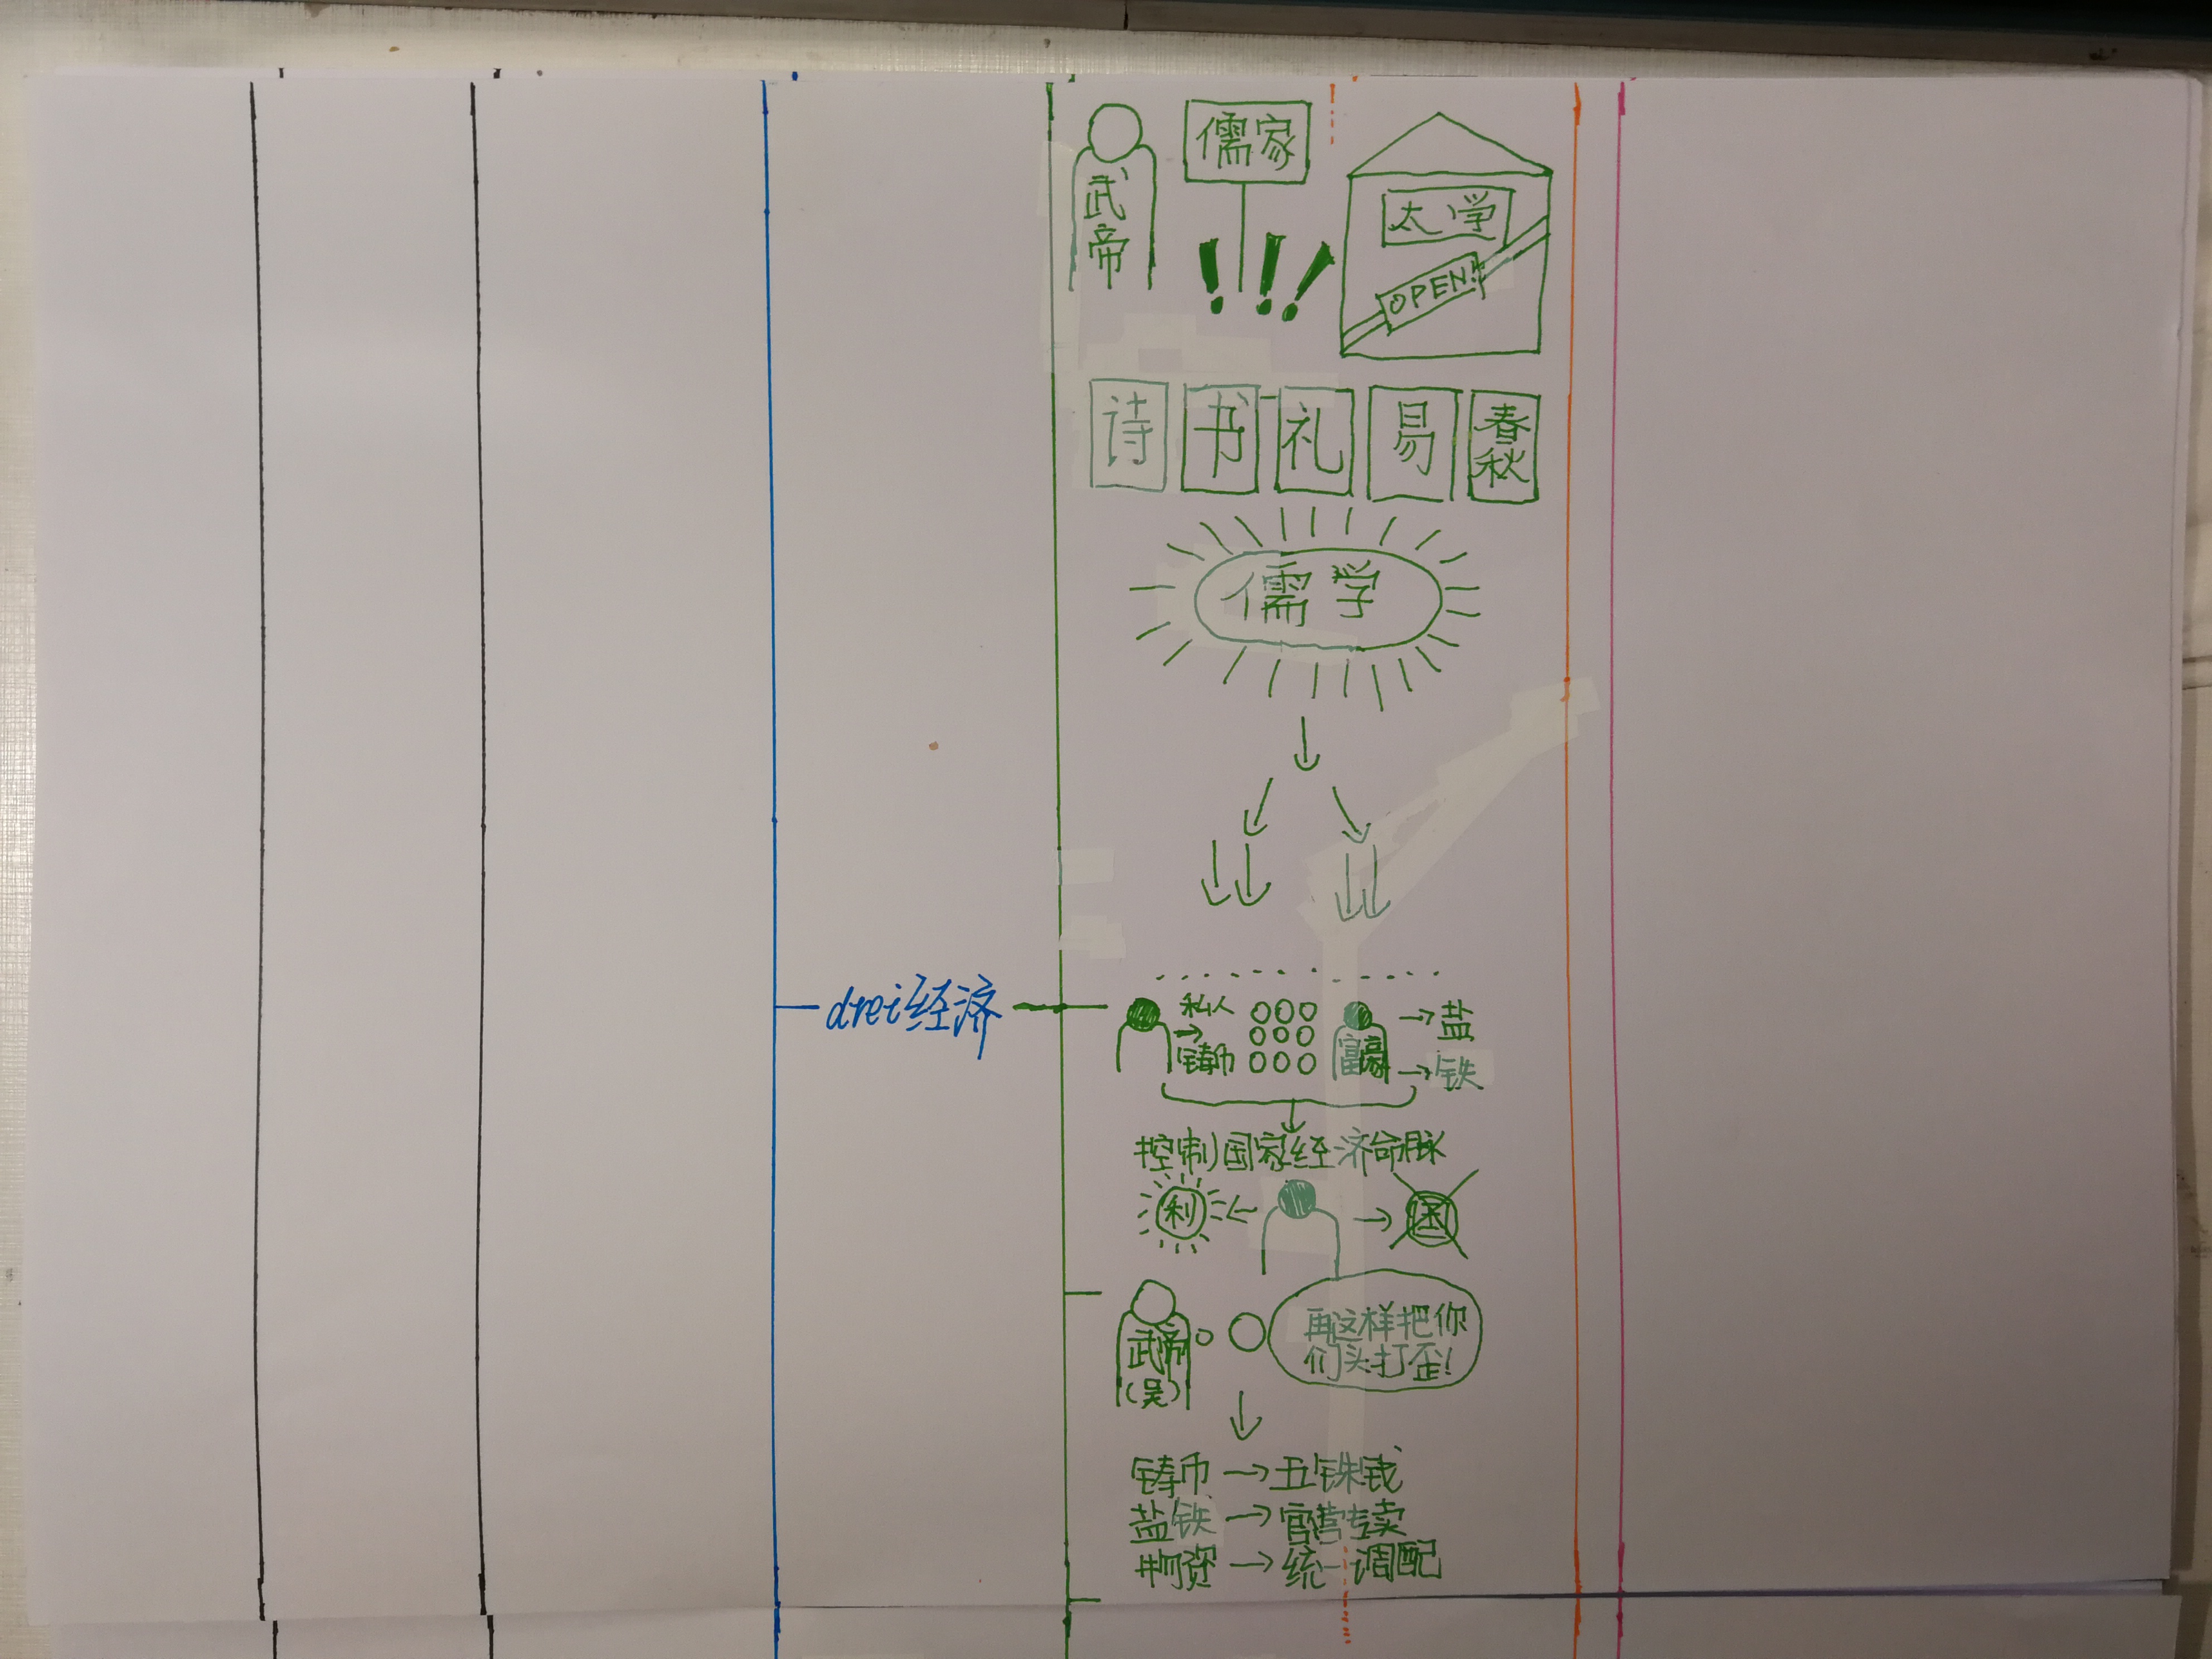 武帝
儒家
太学
OPEN!
诗 书 礼 易 春秋
儒学
drei经济
私人
铸币
富豪
盐
铁
控制国家经济命脉
利
国
武帝
(吴)
再这样把你
们头打歪!
铸币→五铢钱
盐铁→官营专卖
物资→统一调配